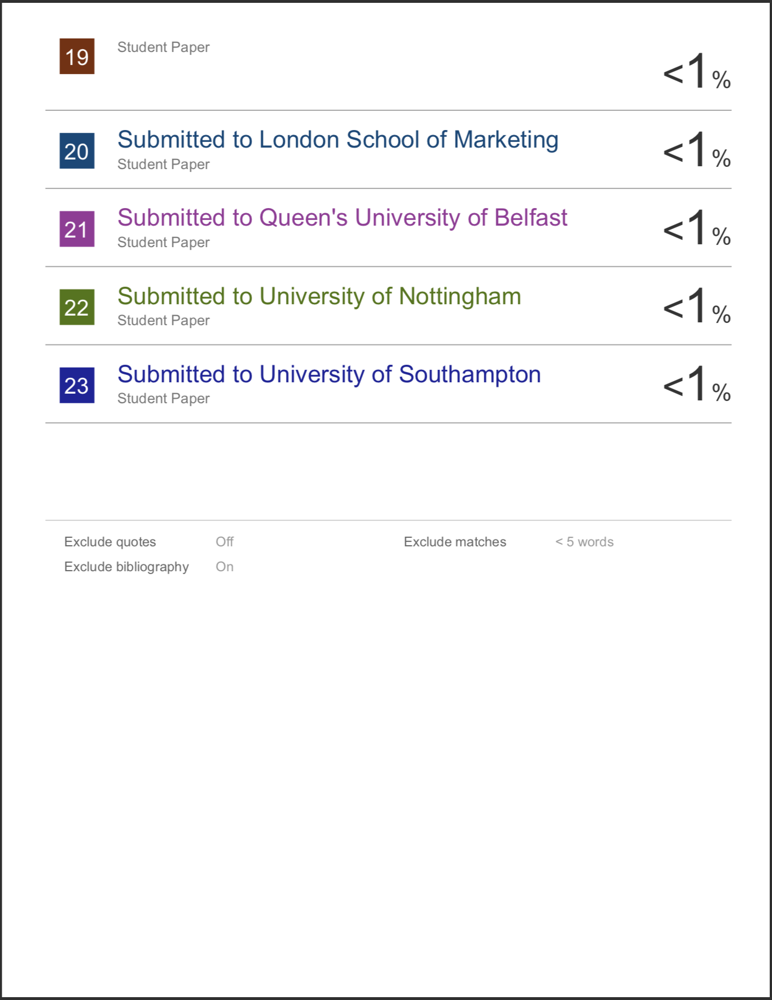 19 Student Paper <1%
20 Submitted to London School of Marketing <1%
Student Paper
21 Submitted to Queen's University of Belfast <1%
Student Paper
22 Submitted to University of Nottingham <1%
Student Paper
23 Submitted to University of Southampton <1%
Student Paper
Exclude quotes Off Exclude matches < 5 words
Exclude bibliography On